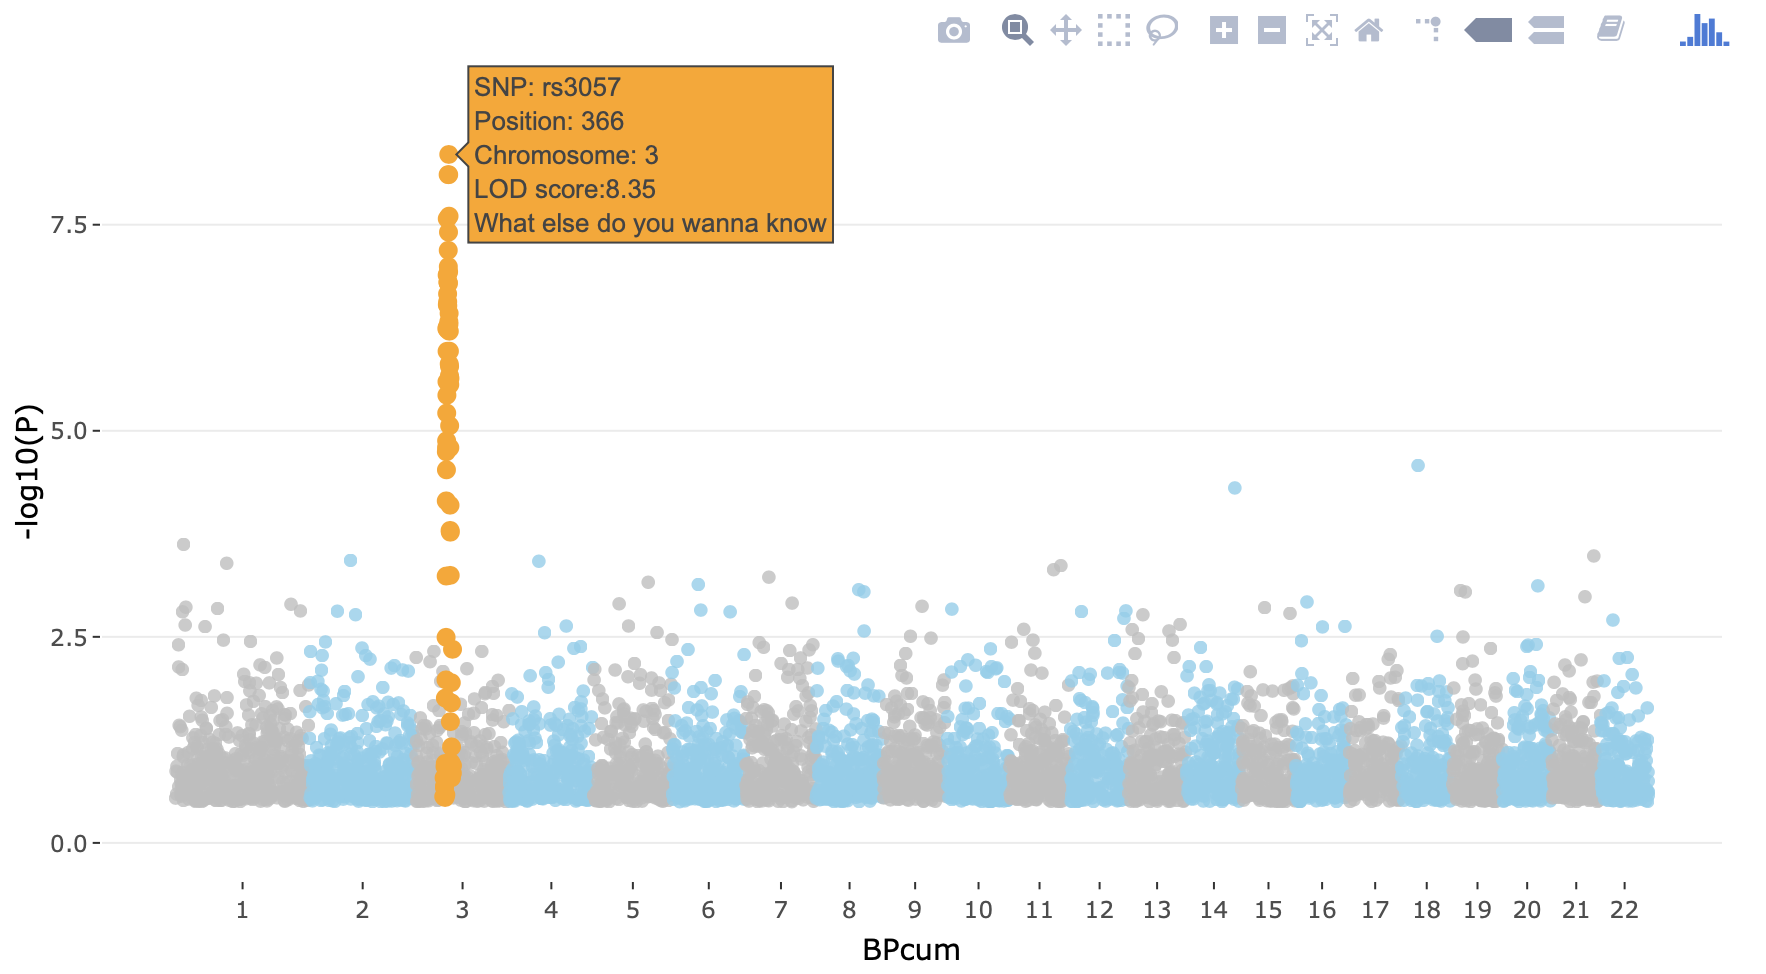 SNP: rs3057
Position: 366
Chromosome: 3
LOD score:8.35
What else do you wanna know
7.5
5.0
2.5
0.0
-log10(P)
1 2 3 4 5 6 7 8 9 10 11 12 13 14 15 16 17 18 19 20 21 22
BPcum